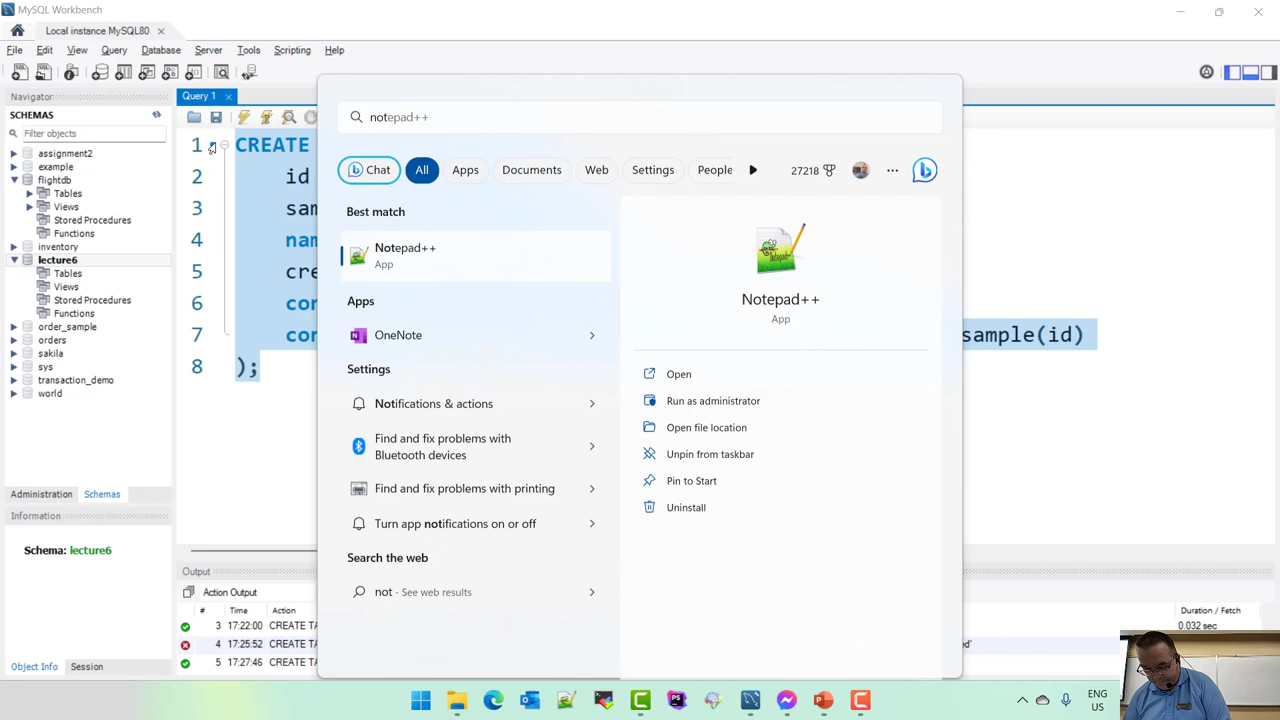 MySQL Workbench
Local instance MySQL80
File Edit View Query Database Server Tools Scripting Help
Navigator
SCHEMAS
Filter objects
assignment2
example
flightdb
Tables
Views
Stored Procedures
Functions
inventory
lecture6
Tables
Views
Stored Procedures
Functions
order_sample
orders
sakila
sys
transaction_demo
world
Administration Schemas
Information
Schema: lecture6
Object Info Session
Query 1
1 CREATE
2 id
3 sam
4 nam
5 cre
6 con
7 con sample(id)
8 );
notepad++
Chat All Apps Documents Web Settings People 27218
Best match
Notepad++
App
Apps
OneNote
Settings
Notifications & actions
Find and fix problems with
Bluetooth devices
Find and fix problems with printing
Turn app notifications on or off
Search the web
not - See web results
Notepad++
App
Open
Run as administrator
Open file location
Unpin from taskbar
Pin to Start
Uninstall
Output
Action Output
# Time Action Duration / Fetch
3 17:22:00 CREATE TA 0.032 sec
4 17:25:52 CREATE TA ed'
5 17:27:46 CREATE TA
ENG
US